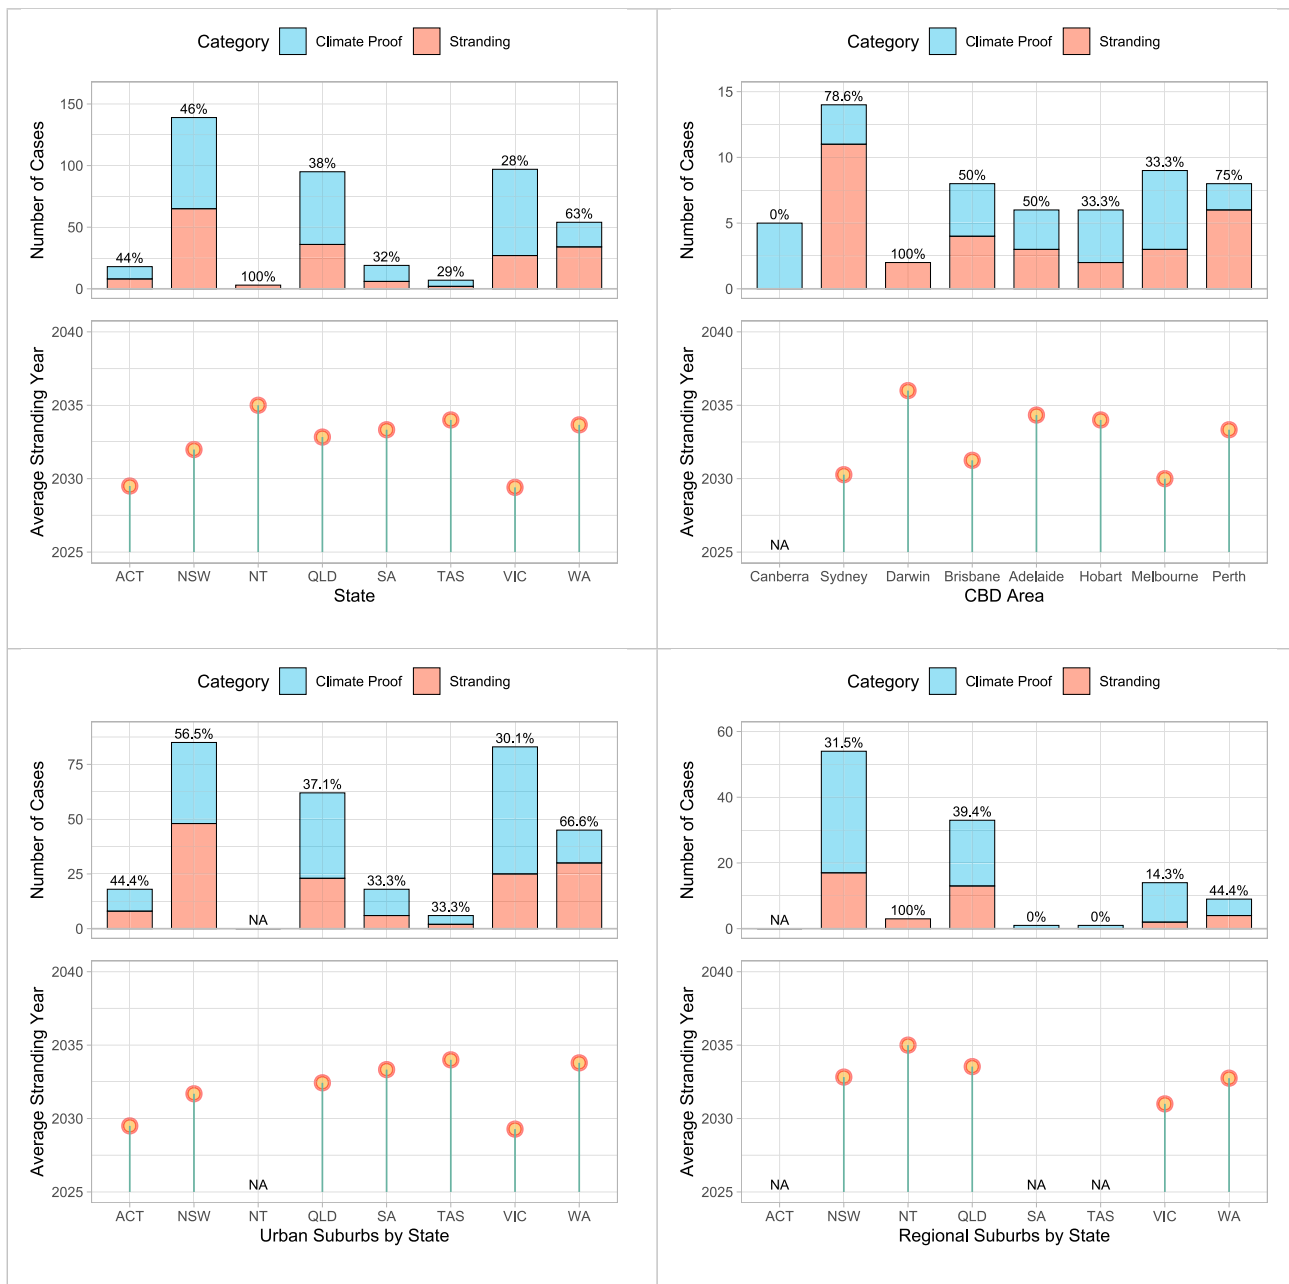 Category Climate Proof Stranding
150
100
50
0
Number of Cases
44%
46%
100%
38%
32%
29%
28%
63%
2040
2035
2030
2025
Average Stranding Year
ACT NSW NT QLD SA TAS VIC WA
State
Category Climate Proof Stranding
15
10
5
0
Number of Cases
0%
78.6%
100%
50%
50%
33.3%
33.3%
75%
2040
2035
2030
2025
Average Stranding Year
NA
Canberra Sydney Darwin Brisbane Adelaide Hobart Melbourne Perth
CBD Area
Category Climate Proof Stranding
75
50
25
0
Number of Cases
44.4%
56.5%
NA
37.1%
33.3%
33.3%
30.1%
66.6%
2040
2035
2030
2025
Average Stranding Year
NA
ACT NSW NT QLD SA TAS VIC WA
Urban Suburbs by State
Category Climate Proof Stranding
60
40
20
0
Number of Cases
NA
31.5%
100%
39.4%
0%
0%
14.3%
44.4%
2040
2035
2030
2025
Average Stranding Year
NA
NA
NA
ACT NSW NT QLD SA TAS VIC WA
Regional Suburbs by State